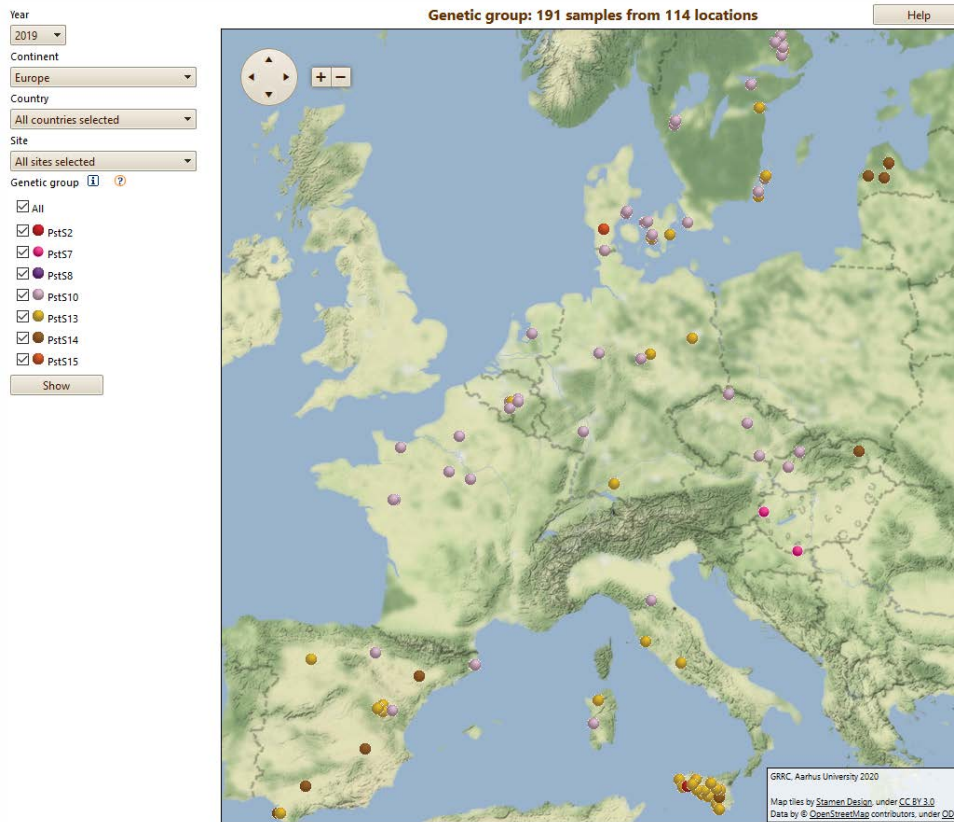 Year
2019
Continent
Europe
Country
All countries selected
Site
All sites selected
Genetic group i ?
All
PstS2
PstS7
PstS8
PstS10
PstS13
PstS14
PstS15
Show
Genetic group: 191 samples from 114 locations
Help
+ −
GRRC, Aarhus University 2020
Map tiles by Stamen Design, under CC BY 3.0
Data by © OpenStreetMap contributors, under OD